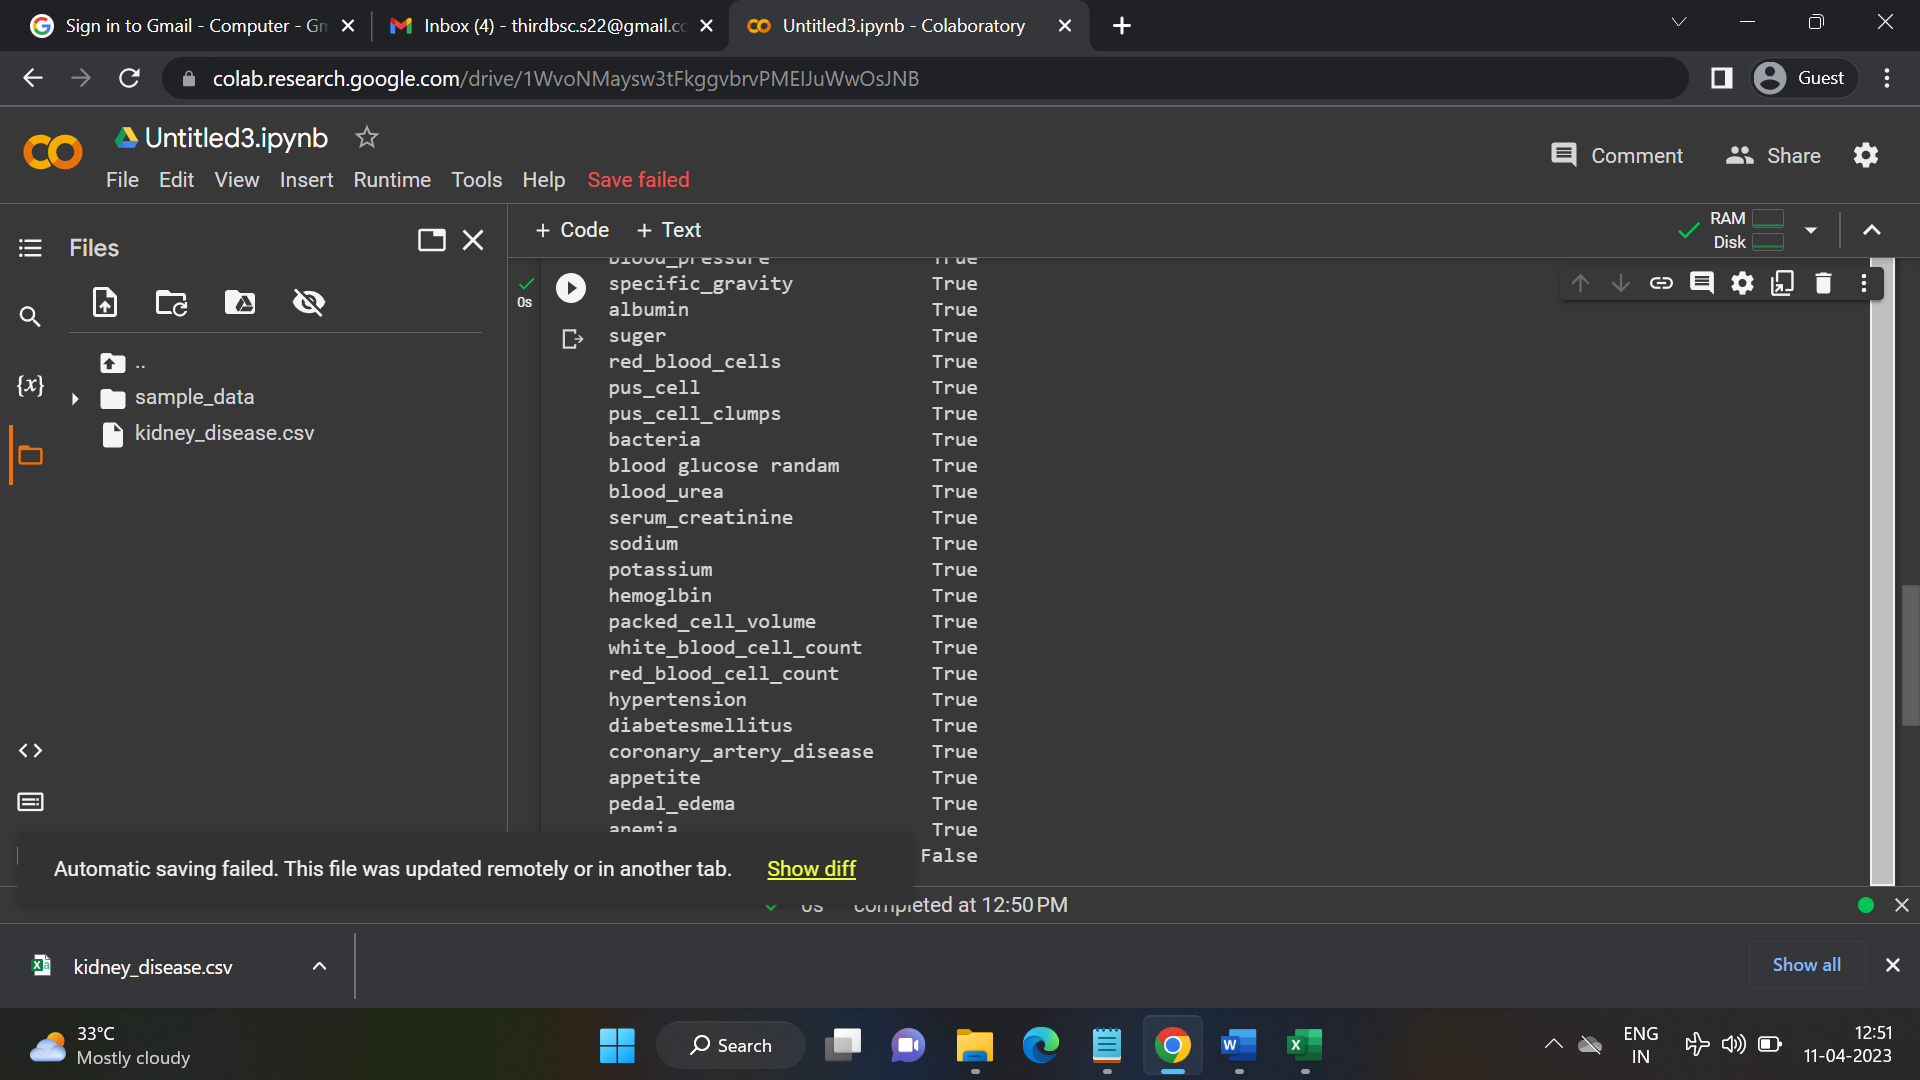 Sign in to Gmail - Computer - Gm
Inbox (4) - thirdbsc.s22@gmail.co
Untitled3.ipynb - Colaboratory
colab.research.google.com/drive/1WvoNMaysw3tFkggvbrvPMEIJuWwOsJNB
Guest
Untitled3.ipynb
Comment
Share
File Edit View Insert Runtime Tools Help Save failed
Files
+ Code + Text
RAM
Disk
..
sample_data
kidney_disease.csv
{x}
0s
blood_pressure True
specific_gravity True
albumin True
suger True
red_blood_cells True
pus_cell True
pus_cell_clumps True
bacteria True
blood glucose randam True
blood_urea True
serum_creatinine True
sodium True
potassium True
hemoglbin True
packed_cell_volume True
white_blood_cell_count True
red_blood_cell_count True
hypertension True
diabetesmellitus True
coronary_artery_disease True
appetite True
pedal_edema True
anemia True
False
Automatic saving failed. This file was updated remotely or in another tab. Show diff
0s completed at 12:50 PM
kidney_disease.csv
Show all
33°C
Mostly cloudy
Search
ENG
IN
12:51
11-04-2023